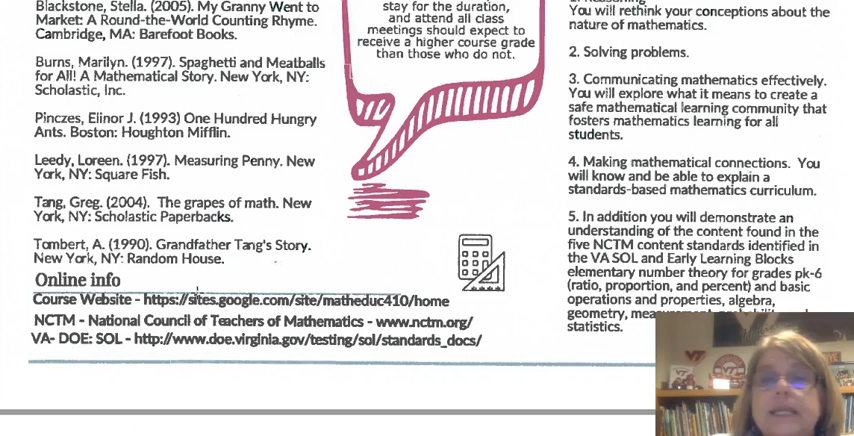 Blackstone, Stella. (2005). My Granny Went to
Market: A Round-the-World Counting Rhyme.
Cambridge, MA: Barefoot Books.
Burns, Marilyn. (1997). Spaghetti and Meatballs
for All! A Mathematical Story. New York, NY:
Scholastic, Inc.
Pinczes, Elinor J. (1993) One Hundred Hungry
Ants. Boston: Houghton Mifflin.
Leedy, Loreen. (1997). Measuring Penny. New
York, NY: Square Fish.
Tang, Greg. (2004). The grapes of math. New
York, NY: Scholastic Paperbacks.
Tombert, A. (1990). Grandfather Tang's Story.
New York, NY: Random House.
Online info
Course Website - https://sites.google.com/site/matheduc410/home
NCTM - National Council of Teachers of Mathematics - www.nctm.org/
VA- DOE: SOL - http://www.doe.virginia.gov/testing/sol/standards_docs/
stay for the duration,
and attend all class
meetings should expect to
receive a higher course grade
than those who do not.
You will rethink your conceptions about the
nature of mathematics.
2. Solving problems.
3. Communicating mathematics effectively.
You will explore what it means to create a
safe mathematical learning community that
fosters mathematics learning for all
students.
4. Making mathematical connections. You
will know and be able to explain a
standards-based mathematics curriculum.
5. In addition you will demonstrate an
understanding of the content found in the
five NCTM content standards identified in
the VA SOL and Early Learning Blocks
elementary number theory for grades pk-6
(ratio, proportion, and percent) and basic
operations and properties, algebra,
geometry,
statistics.